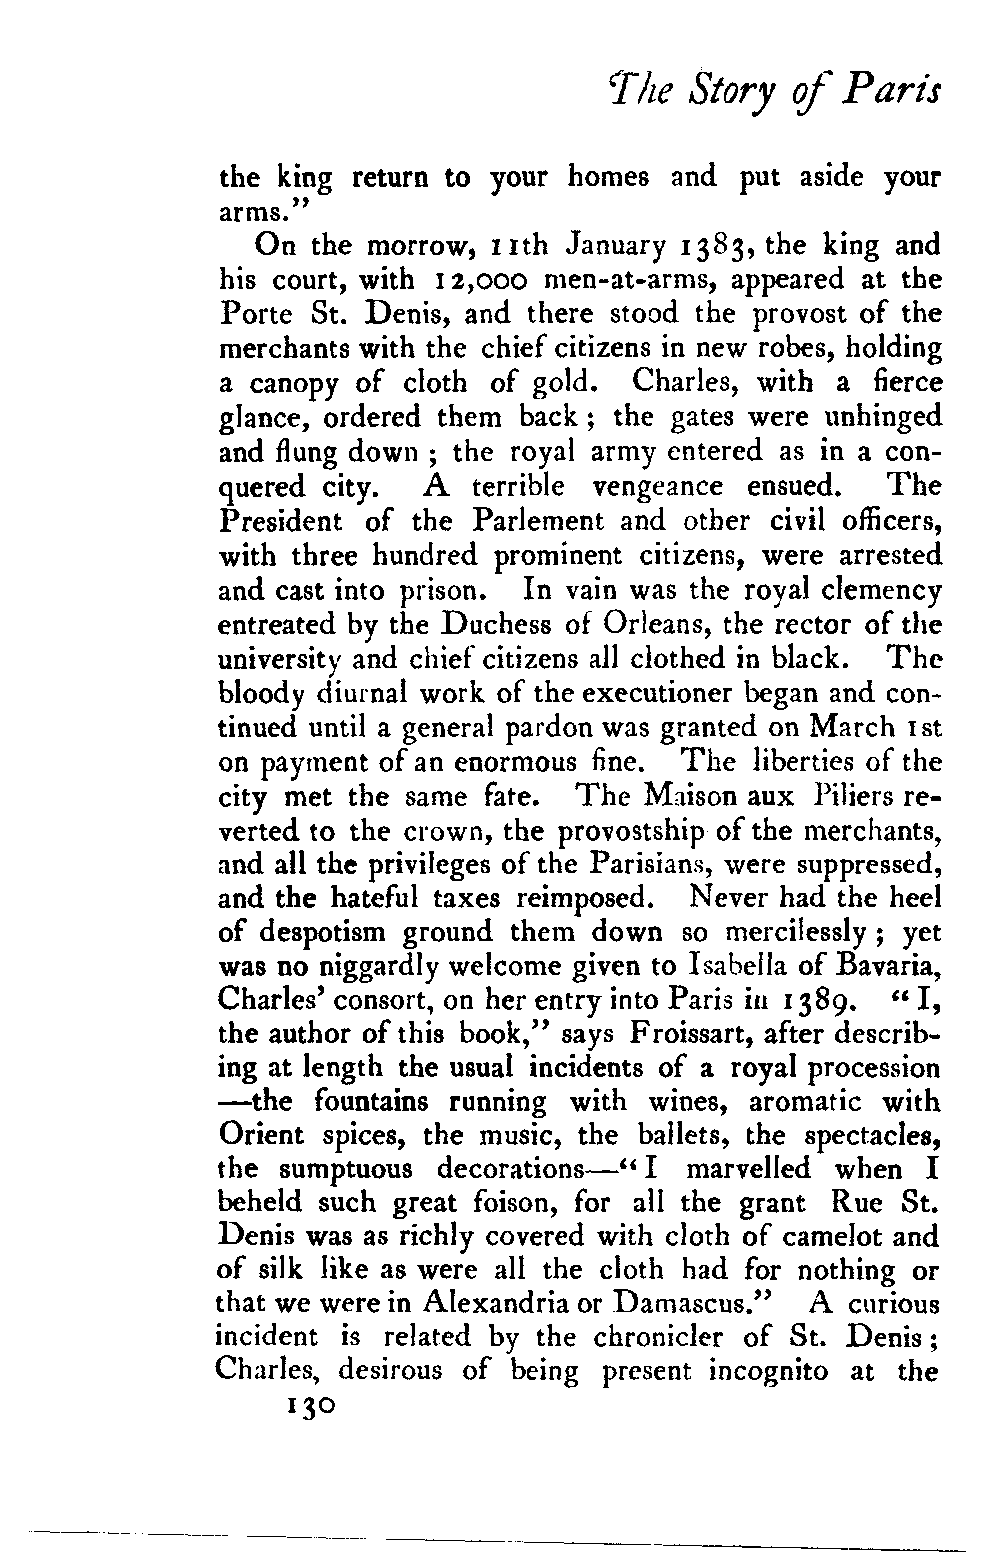 The Story of Paris
the king return to your homes and put aside your
arms.”
On the morrow, 11th January 1383, the king and
his court, with 12,000 men-at-arms, appeared at the
Porte St. Denis, and there stood the provost of the
merchants with the chief citizens in new robes, holding
a canopy of cloth of gold. Charles, with a fierce
glance, ordered them back ; the gates were unhinged
and flung down ; the royal army entered as in a con-
quered city. A terrible vengeance ensued. The
President of the Parlement and other civil officers,
with three hundred prominent citizens, were arrested
and cast into prison. In vain was the royal clemency
entreated by the Duchess of Orleans, the rector of the
university and chief citizens all clothed in black. The
bloody diurnal work of the executioner began and con-
tinued until a general pardon was granted on March 1st
on payment of an enormous fine. The liberties of the
city met the same fate. The Maison aux Piliers re-
verted to the crown, the provostship of the merchants,
and all the privileges of the Parisians, were suppressed,
and the hateful taxes reimposed. Never had the heel
of despotism ground them down so mercilessly ; yet
was no niggardly welcome given to Isabella of Bavaria,
Charles’ consort, on her entry into Paris in 1389. “ I,
the author of this book,” says Froissart, after describ-
ing at length the usual incidents of a royal procession
—the fountains running with wines, aromatic with
Orient spices, the music, the ballets, the spectacles,
the sumptuous decorations—“ I marvelled when I
beheld such great foison, for all the grant Rue St.
Denis was as richly covered with cloth of camelot and
of silk like as were all the cloth had for nothing or
that we were in Alexandria or Damascus.” A curious
incident is related by the chronicler of St. Denis ;
Charles, desirous of being present incognito at the
130